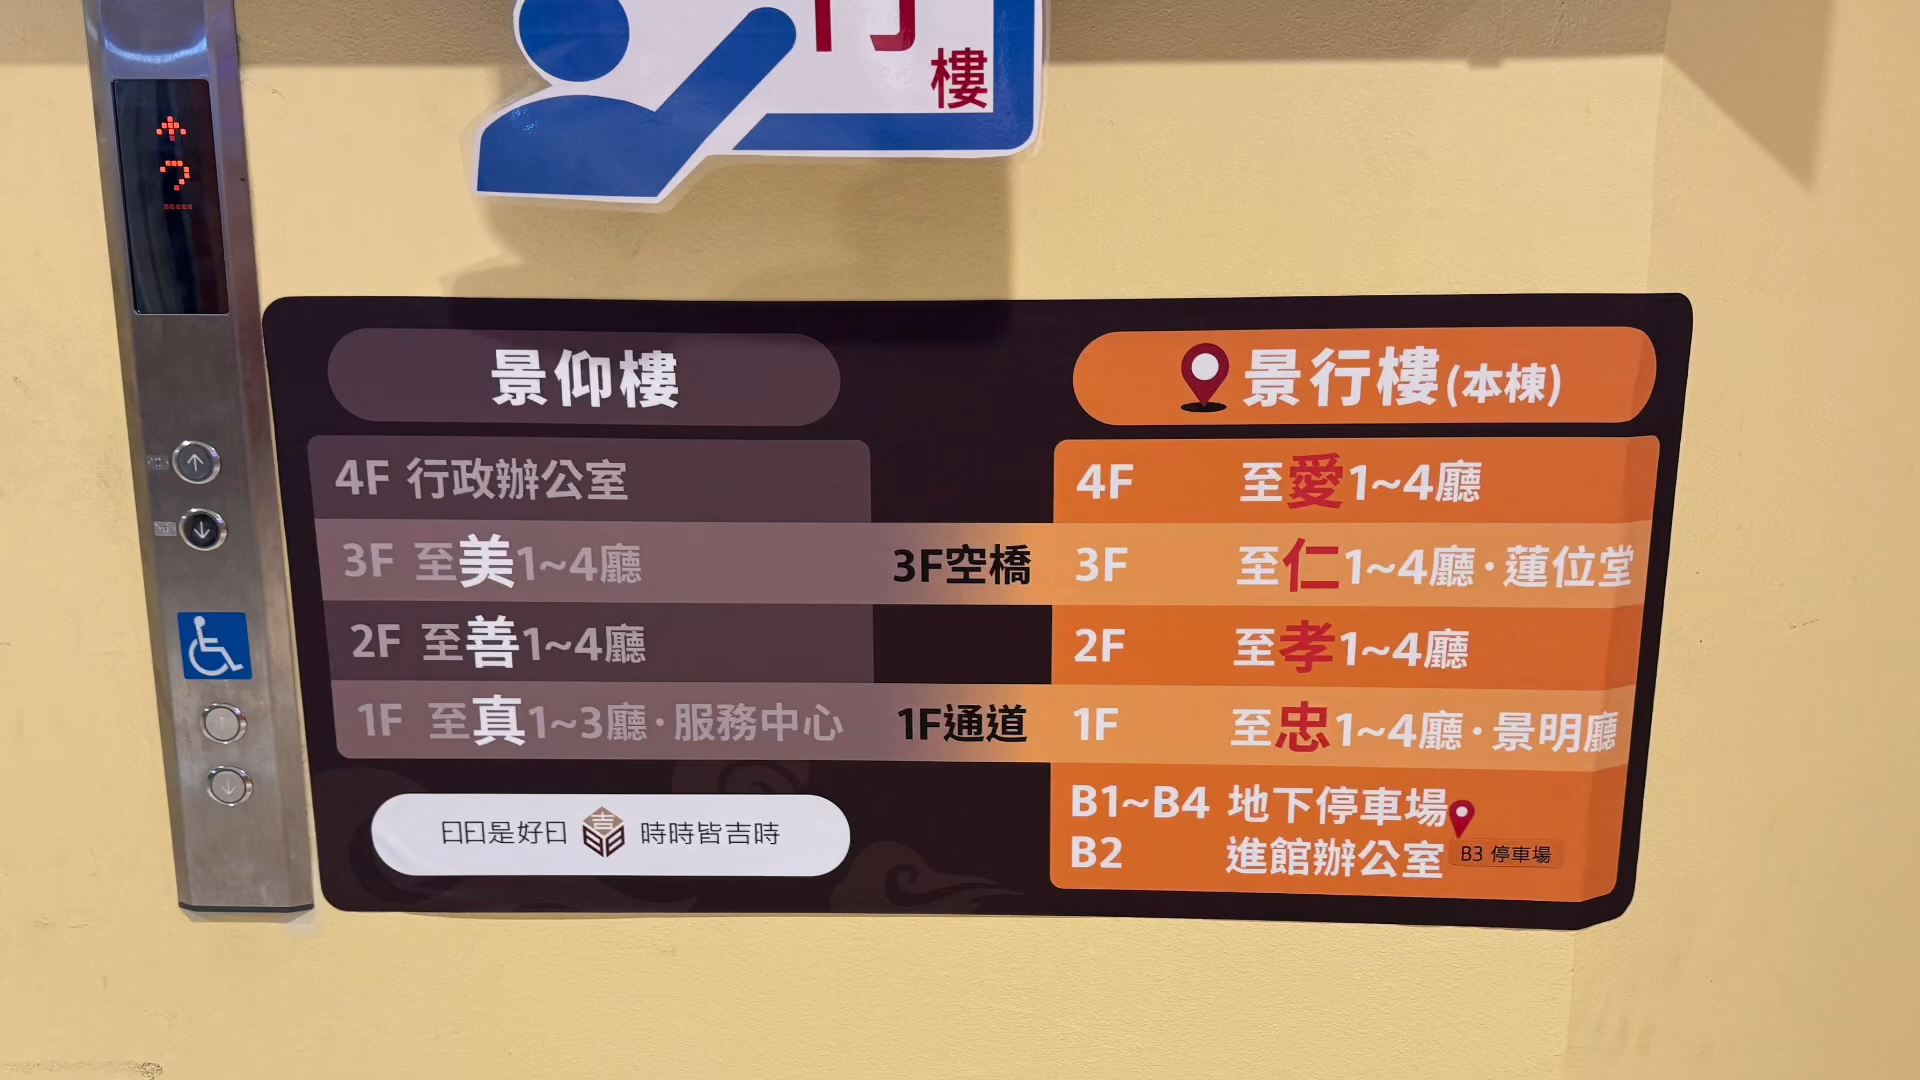 樓
景仰樓
4F 行政辦公室
3F 至美1~4廳
2F 至善1~4廳
1F 至真1~3廳·服務中心
日日是好日 時時皆吉時
3F空橋
1F通道
景行樓(本棟)
4F 至愛1~4廳
3F 至仁1~4廳·蓮位堂
2F 至孝1~4廳
1F 至忠1~4廳·景明廳
B1~B4 地下停車場
B2 進館辦公室
B3 停車場